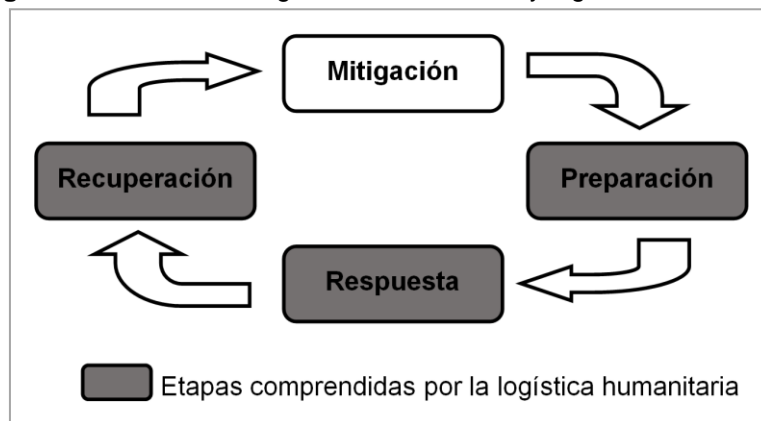 Mitigación
Recuperación
Preparación
Respuesta
Etapas comprendidas por la logística humanitaria